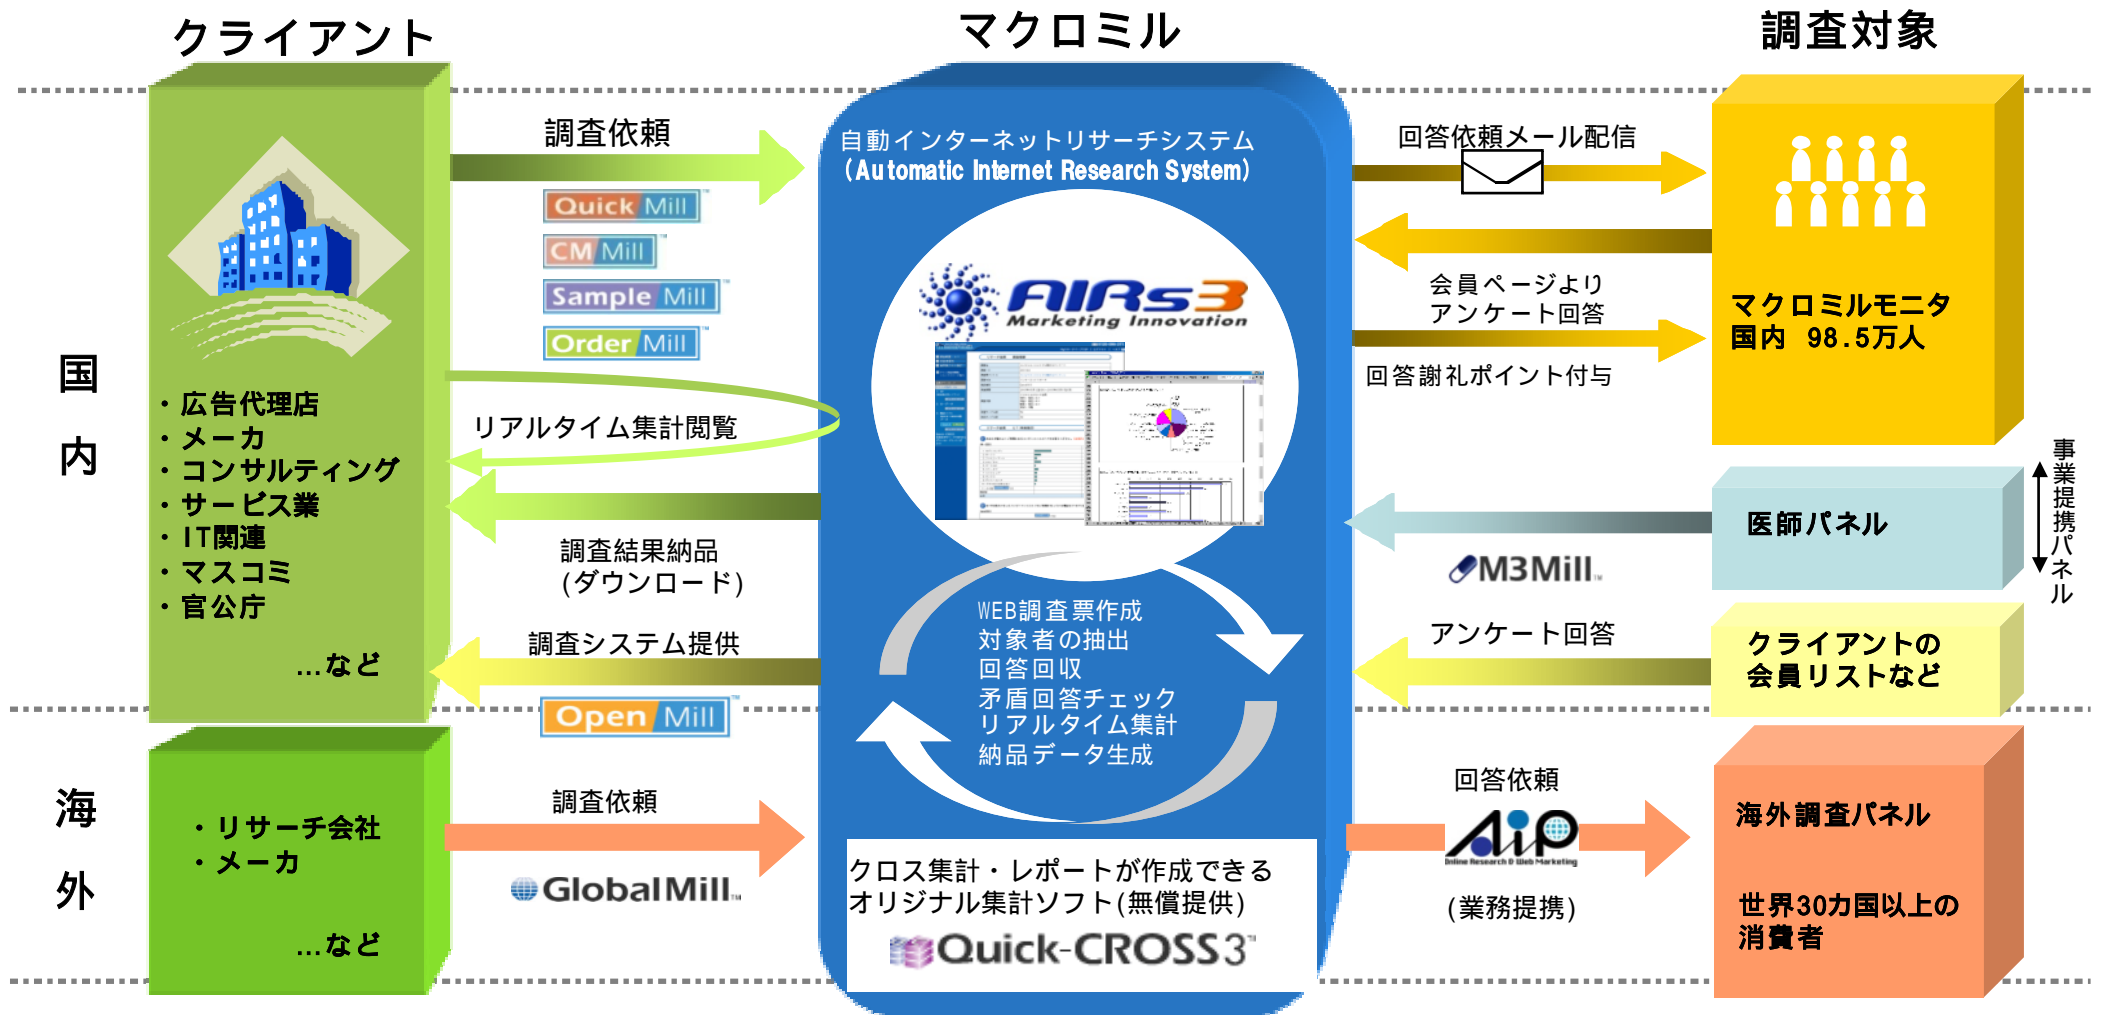 クライアント
マクロミル
調査対象
国内
海外
・広告代理店
・メーカ
・コンサルティング
・サービス業
・IT関連
・マスコミ
・官公庁
…など
・リサーチ会社
・メーカ
…など
調査依頼
Quick Mill™
CM Mill™
Sample Mill™
Order Mill™
リアルタイム集計閲覧
調査結果納品
(ダウンロード)
調査システム提供
Open Mill™
調査依頼
GlobalMill™
自動インターネットリサーチシステム
(Automatic Internet Research System)
AIRs3
Marketing Innovation
WEB調査票作成
対象者の抽出
回答回収
矛盾回答チェック
リアルタイム集計
納品データ生成
クロス集計・レポートが作成できる
オリジナル集計ソフト(無償提供)
Quick-CROSS3™
回答依頼メール配信
会員ページより
アンケート回答
回答謝礼ポイント付与
M3Mill™
アンケート回答
回答依頼
AiP
Online Research & Web Marketing
(業務提携)
マクロミルモニタ
国内 98.5万人
医師パネル
クライアントの
会員リストなど
事業提携パネル
海外調査パネル
世界30カ国以上の
消費者